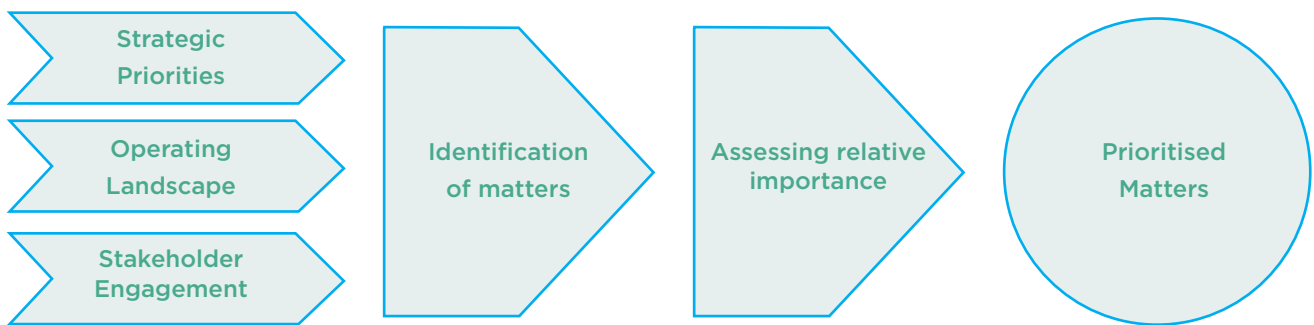 Strategic
Priorities
Operating
Landscape
Stakeholder
Engagement
Identification
of matters
Assessing relative
importance
Prioritised
Matters